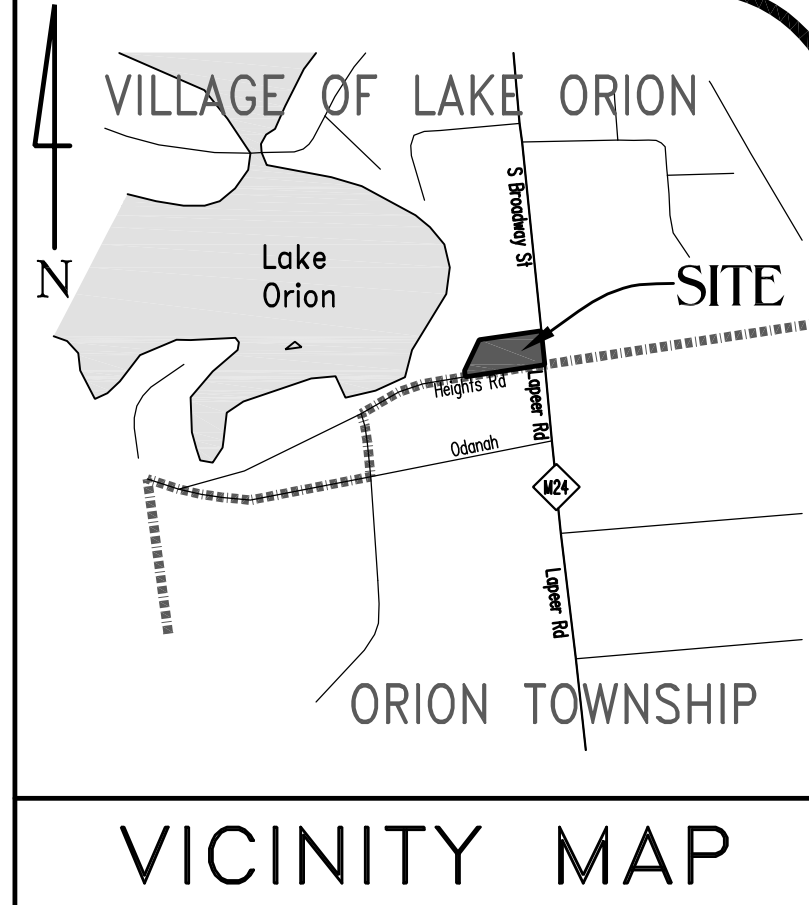 VILLAGE OF LAKE ORION
S Broadway St
Lake
Orion
N
SITE
Heights Rd
Lapeer Rd
Odanah
M24
Lapeer Rd
ORION TOWNSHIP
VICINITY MAP